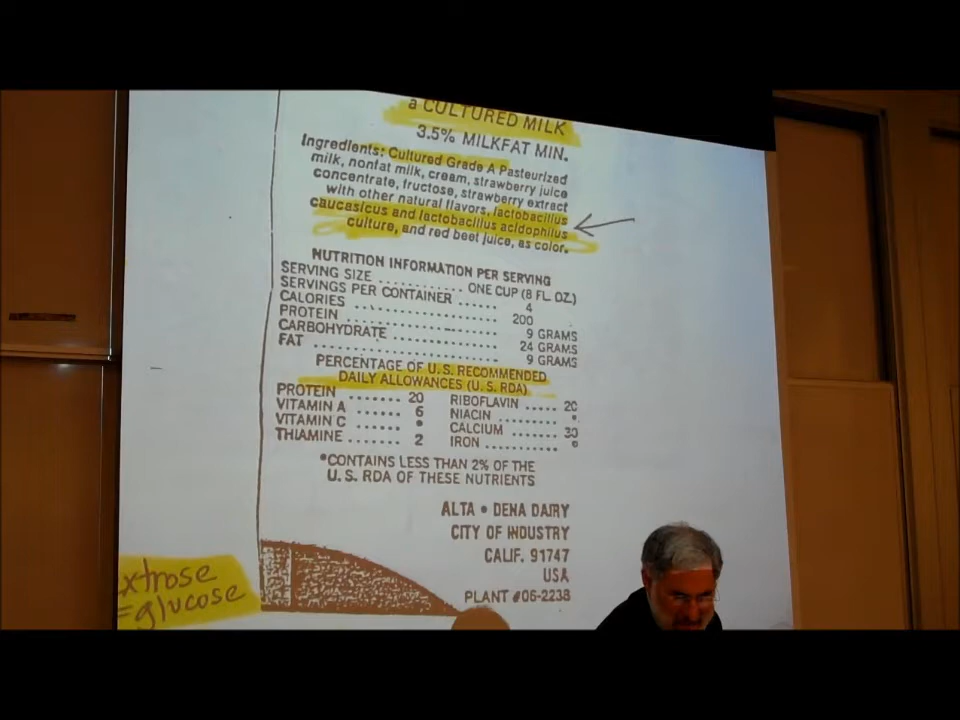 a CULTURED MILK
3.5% MILKFAT MIN.
Ingredients: Cultured Grade A Pasteurized
milk, nonfat milk, cream, strawberry juice
concentrate, fructose, strawberry extract
with other natural flavors, lactobacillus
caucasicus and lactobacillus acidophilus
culture, and red beet juice, as color.
NUTRITION INFORMATION PER SERVING
SERVING SIZE .......... ONE CUP (8 FL. OZ.)
SERVINGS PER CONTAINER ...... 4
CALORIES .................... 200
PROTEIN .................... 9 GRAMS
CARBOHYDRATE .............. 24 GRAMS
FAT ........................ 9 GRAMS
PERCENTAGE OF U.S. RECOMMENDED
DAILY ALLOWANCES (U.S. RDA)
PROTEIN ....... 20 RIBOFLAVIN ..... 20
VITAMIN A ...... 6 NIACIN ......... •
VITAMIN C ...... • CALCIUM ....... 30
THIAMINE ....... 2 IRON ........... •
•CONTAINS LESS THAN 2% OF THE
U.S. RDA OF THESE NUTRIENTS
ALTA • DENA DAIRY
CITY OF INDUSTRY
CALIF. 91747
USA
PLANT #06-2238
xtrose
=glucose